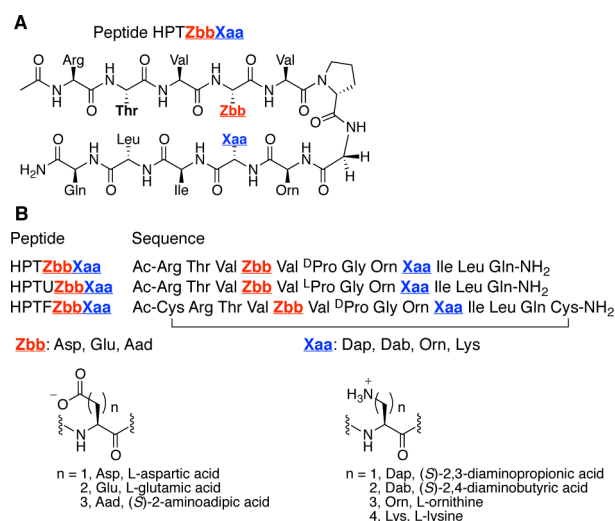 A
Peptide HPTZbbXaa
Arg Val Val
O H N O H N O H N O N
N H O Thr N H O Zbb N H O
O NH
O Leu O Xaa O
H2N H N N H H N N H H N N H H H
Gln O Ile O Orn O
B
Peptide Sequence
HPTZbbXaa Ac-Arg Thr Val Zbb Val DPro Gly Orn Xaa Ile Leu Gln-NH2
HPTUZbbXaa Ac-Arg Thr Val Zbb Val LPro Gly Orn Xaa Ile Leu Gln-NH2
HPTFZbbXaa Ac-Cys Arg Thr Val Zbb Val DPro Gly Orn Xaa Ile Leu Gln Cys-NH2
Zbb: Asp, Glu, Aad Xaa: Dap, Dab, Orn, Lys
O −O ( )n N H O
+ H3N ( )n N H O
n = 1, Asp, L-aspartic acid
2, Glu, L-glutamic acid
3, Aad, (S)-2-aminoadipic acid
n = 1, Dap, (S)-2,3-diaminopropionic acid
2, Dab, (S)-2,4-diaminobutyric acid
3, Orn, L-ornithine
4, Lys, L-lysine